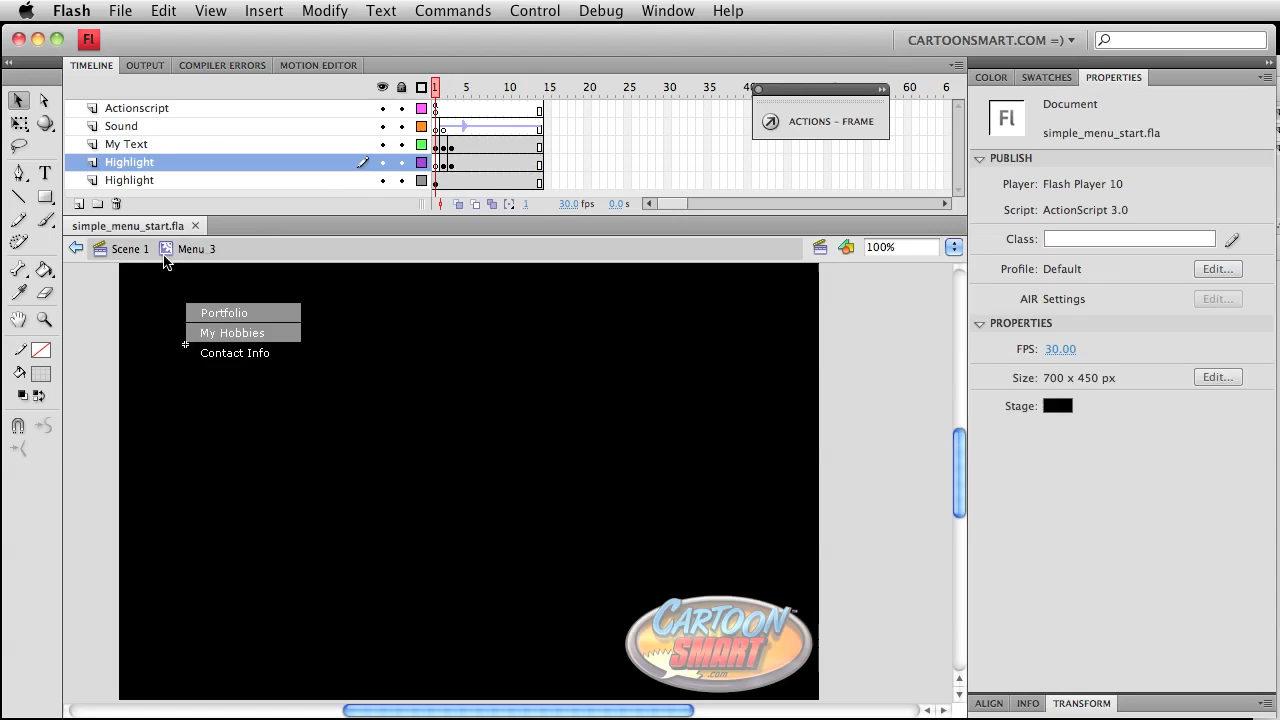 Flash File Edit View Insert Modify Text Commands Control Debug Window Help
Fl CARTOONSMART.COM =)
TIMELINE OUTPUT COMPILER ERRORS MOTION EDITOR
COLOR SWATCHES PROPERTIES
1 5 10 15 20 25 30 35 40 60 6
Actionscript
Sound
My Text
Highlight
Highlight
ACTIONS - FRAME
1 30.0 fps 0.0 s
Fl Document
simple_menu_start.fla
PUBLISH
Player: Flash Player 10
Script: ActionScript 3.0
Class:
Profile: Default Edit...
AIR Settings Edit...
PROPERTIES
FPS: 30.00
Size: 700 x 450 px Edit...
Stage:
simple_menu_start.fla
Scene 1 Menu 3 100%
Portfolio
My Hobbies
Contact Info
CARTOON
SMART
.com
ALIGN INFO TRANSFORM